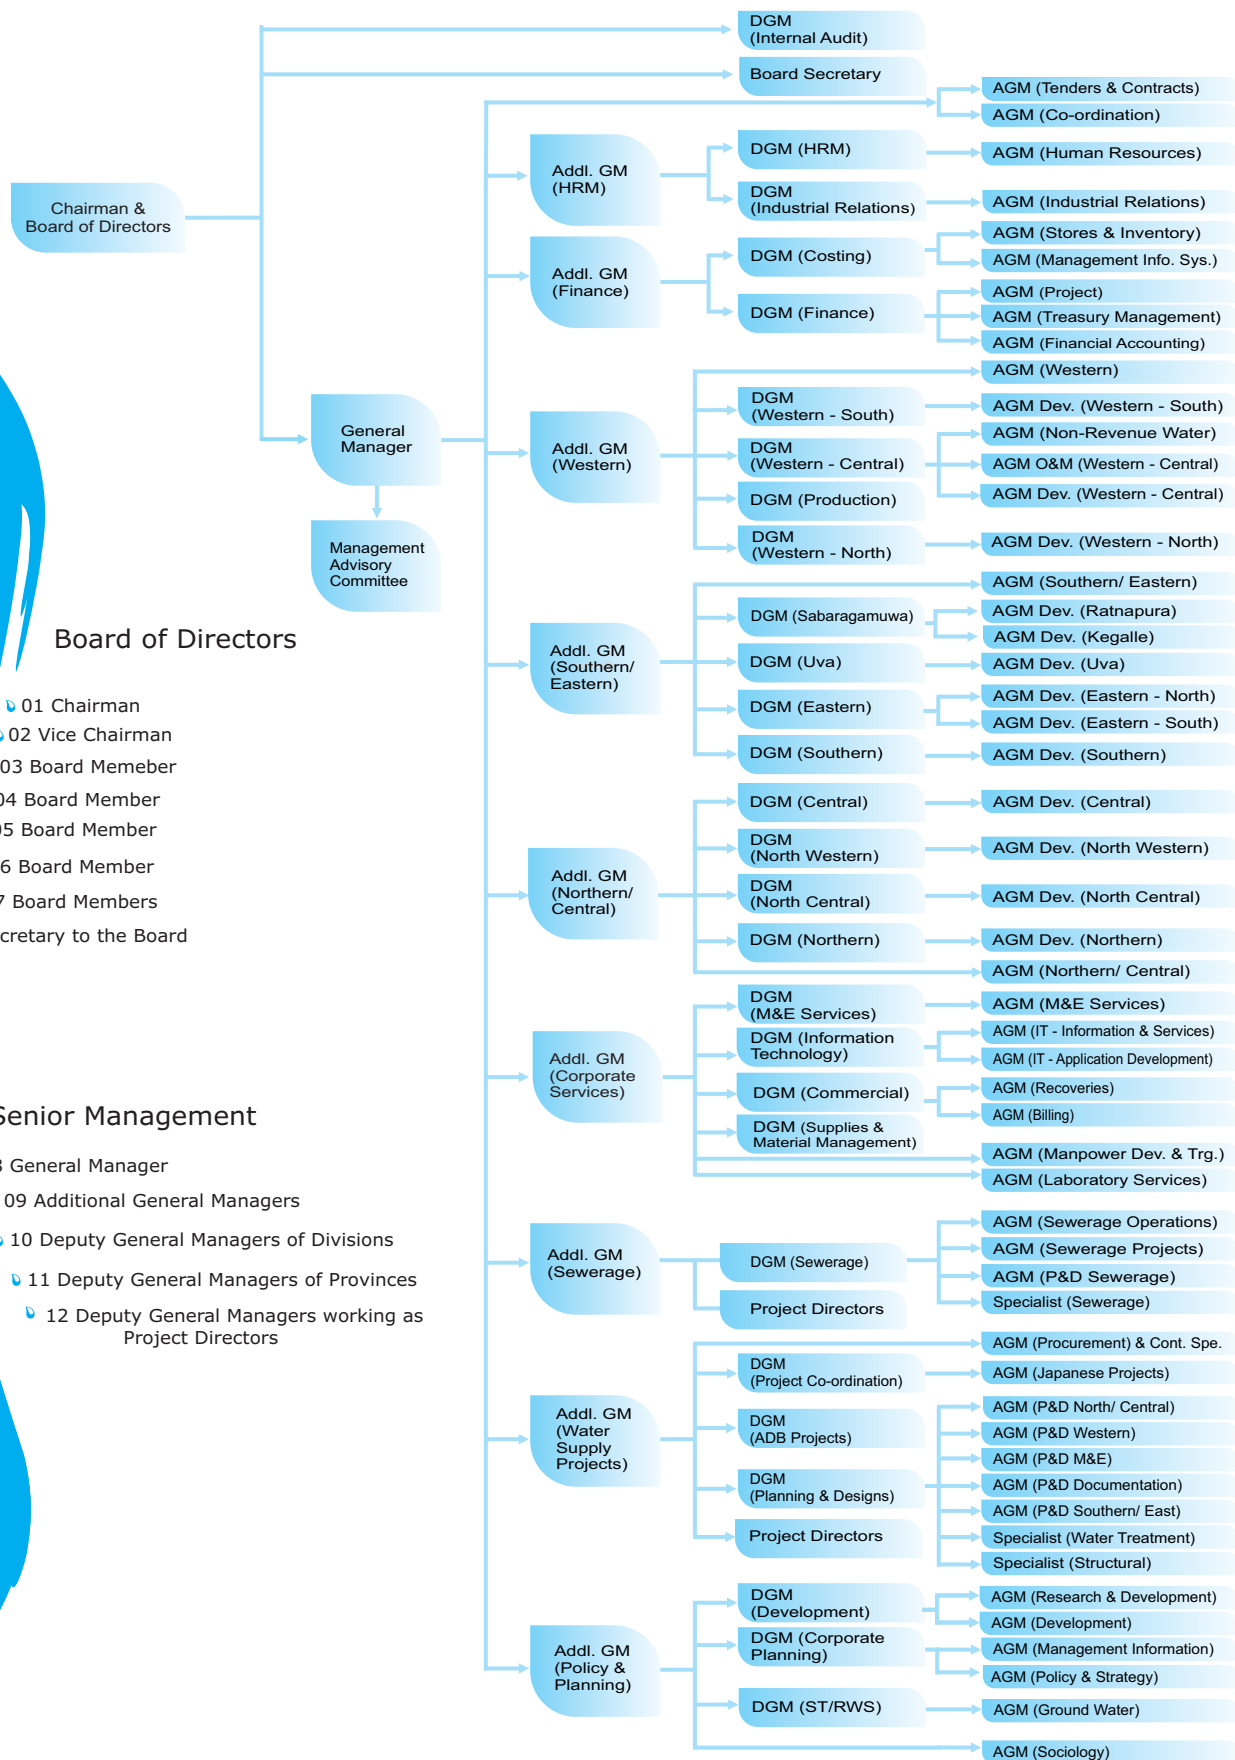 DGM
(Internal Audit)
Board Secretary
AGM (Tenders & Contracts)
AGM (Co-ordination)
Chairman &
Board of Directors
Addl. GM
(HRM)
DGM (HRM)
AGM (Human Resources)
DGM
(Industrial Relations)
AGM (Industrial Relations)
Addl. GM
(Finance)
DGM (Costing)
AGM (Stores & Inventory)
AGM (Management Info. Sys.)
DGM (Finance)
AGM (Project)
AGM (Treasury Management)
AGM (Financial Accounting)
General
Manager
Management
Advisory
Committee
Addl. GM
(Western)
AGM (Western)
DGM
(Western - South)
AGM Dev. (Western - South)
DGM
(Western - Central)
AGM (Non-Revenue Water)
AGM O&M (Western - Central)
AGM Dev. (Western - Central)
DGM (Production)
DGM
(Western - North)
AGM Dev. (Western - North)
Addl. GM
(Southern/
Eastern)
AGM (Southern/ Eastern)
DGM (Sabaragamuwa)
AGM Dev. (Ratnapura)
AGM Dev. (Kegalle)
DGM (Uva)
AGM Dev. (Uva)
DGM (Eastern)
AGM Dev. (Eastern - North)
AGM Dev. (Eastern - South)
DGM (Southern)
AGM Dev. (Southern)
Addl. GM
(Northern/
Central)
DGM (Central)
AGM Dev. (Central)
DGM
(North Western)
AGM Dev. (North Western)
DGM
(North Central)
AGM Dev. (North Central)
DGM (Northern)
AGM Dev. (Northern)
AGM (Northern/ Central)
Addl. GM
(Corporate
Services)
DGM
(M&E Services)
AGM (M&E Services)
DGM (Information
Technology)
AGM (IT - Information & Services)
AGM (IT - Application Development)
DGM (Commercial)
AGM (Recoveries)
AGM (Billing)
DGM (Supplies &
Material Management)
AGM (Manpower Dev. & Trg.)
AGM (Laboratory Services)
Addl. GM
(Sewerage)
DGM (Sewerage)
AGM (Sewerage Operations)
AGM (Sewerage Projects)
AGM (P&D Sewerage)
Specialist (Sewerage)
Project Directors
Addl. GM
(Water
Supply
Projects)
AGM (Procurement) & Cont. Spe.
DGM
(Project Co-ordination)
AGM (Japanese Projects)
DGM
(ADB Projects)
DGM
(Planning & Designs)
AGM (P&D North/ Central)
AGM (P&D Western)
AGM (P&D M&E)
AGM (P&D Documentation)
AGM (P&D Southern/ East)
Specialist (Water Treatment)
Specialist (Structural)
Project Directors
Addl. GM
(Policy &
Planning)
DGM
(Development)
AGM (Research & Development)
AGM (Development)
DGM (Corporate
Planning)
AGM (Management Information)
AGM (Policy & Strategy)
DGM (ST/RWS)
AGM (Ground Water)
AGM (Sociology)
Board of Directors
01 Chairman
02 Vice Chairman
03 Board Memeber
04 Board Member
05 Board Member
6 Board Member
7 Board Members
cretary to the Board
Senior Management
8 General Manager
09 Additional General Managers
10 Deputy General Managers of Divisions
11 Deputy General Managers of Provinces
12 Deputy General Managers working as
Project Directors